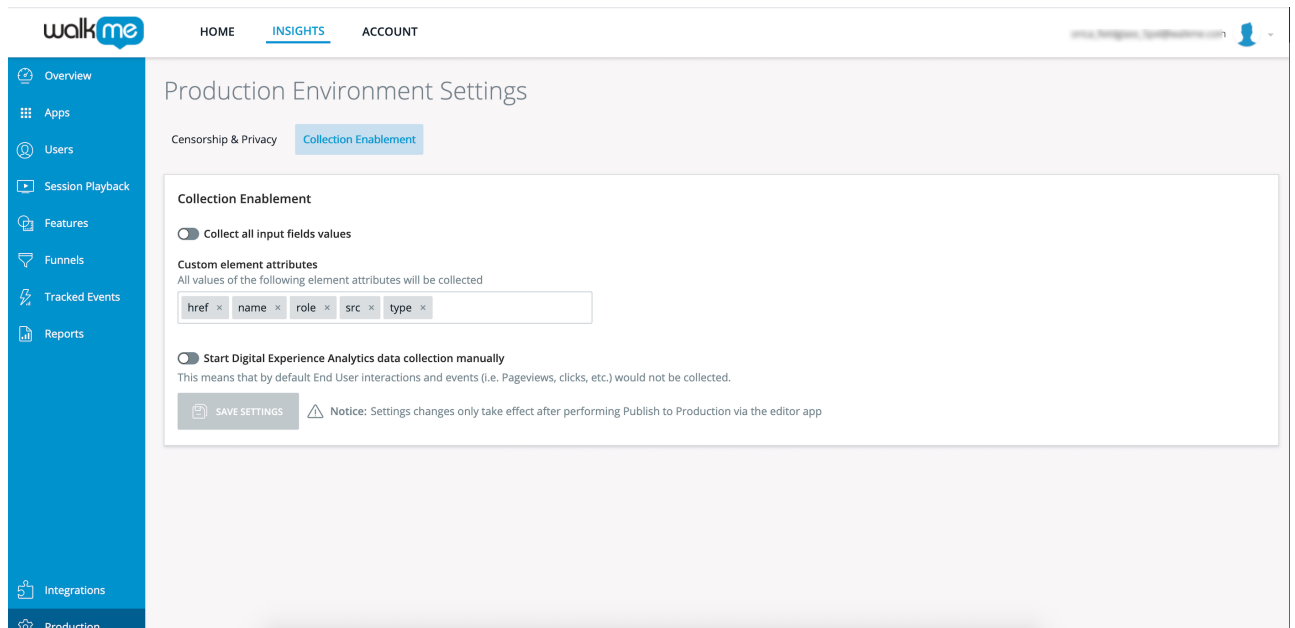 walkme
HOME INSIGHTS ACCOUNT
Overview
Apps
Users
Session Playback
Features
Funnels
Tracked Events
Reports
Integrations
Production
Production Environment Settings
Censorship & Privacy Collection Enablement
Collection Enablement
Collect all input fields values
Custom element attributes
All values of the following element attributes will be collected
href × name × role × src × type ×
Start Digital Experience Analytics data collection manually
This means that by default End User interactions and events (i.e. Pageviews, clicks, etc.) would not be collected.
SAVE SETTINGS Notice: Settings changes only take effect after performing Publish to Production via the editor app